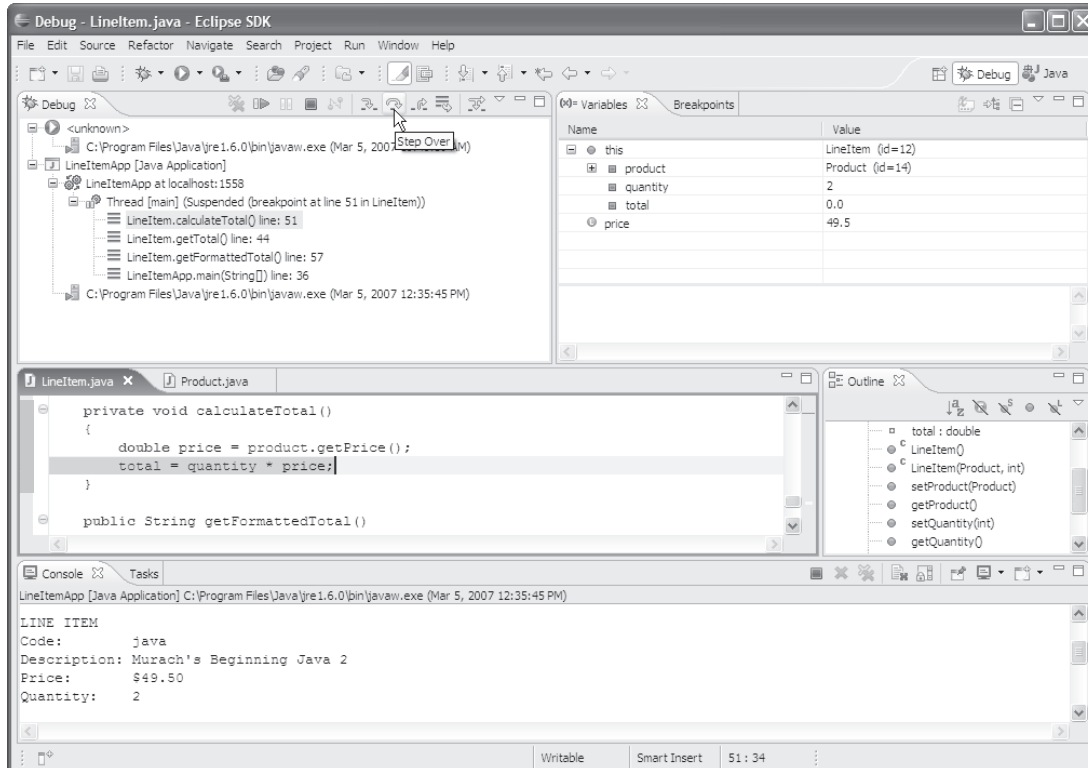 Debug - LineItem.java - Eclipse SDK
File Edit Source Refactor Navigate Search Project Run Window Help
Debug Java
Debug
<unknown>
C:\Program Files\Java\jre1.6.0\bin\javaw.exe (Mar 5, 2007 M)
Step Over
LineItemApp [Java Application]
LineItemApp at localhost:1558
Thread [main] (Suspended (breakpoint at line 51 in LineItem))
LineItem.calculateTotal() line: 51
LineItem.getTotal() line: 44
LineItem.getFormattedTotal() line: 57
LineItemApp.main(String[]) line: 36
C:\Program Files\Java\jre1.6.0\bin\javaw.exe (Mar 5, 2007 12:35:45 PM)
(x)= Variables Breakpoints
Name Value
this LineItem (id=12)
product Product (id=14)
quantity 2
total 0.0
price 49.5
LineItem.java Product.java
private void calculateTotal()
{
double price = product.getPrice();
total = quantity * price;
}
public String getFormattedTotal()
Outline
total : double
LineItem()
LineItem(Product, int)
setProduct(Product)
getProduct()
setQuantity(int)
getQuantity()
Console Tasks
LineItemApp [Java Application] C:\Program Files\Java\jre1.6.0\bin\javaw.exe (Mar 5, 2007 12:35:45 PM)
LINE ITEM
Code: java
Description: Murach's Beginning Java 2
Price: $49.50
Quantity: 2
Writable Smart Insert 51 : 34